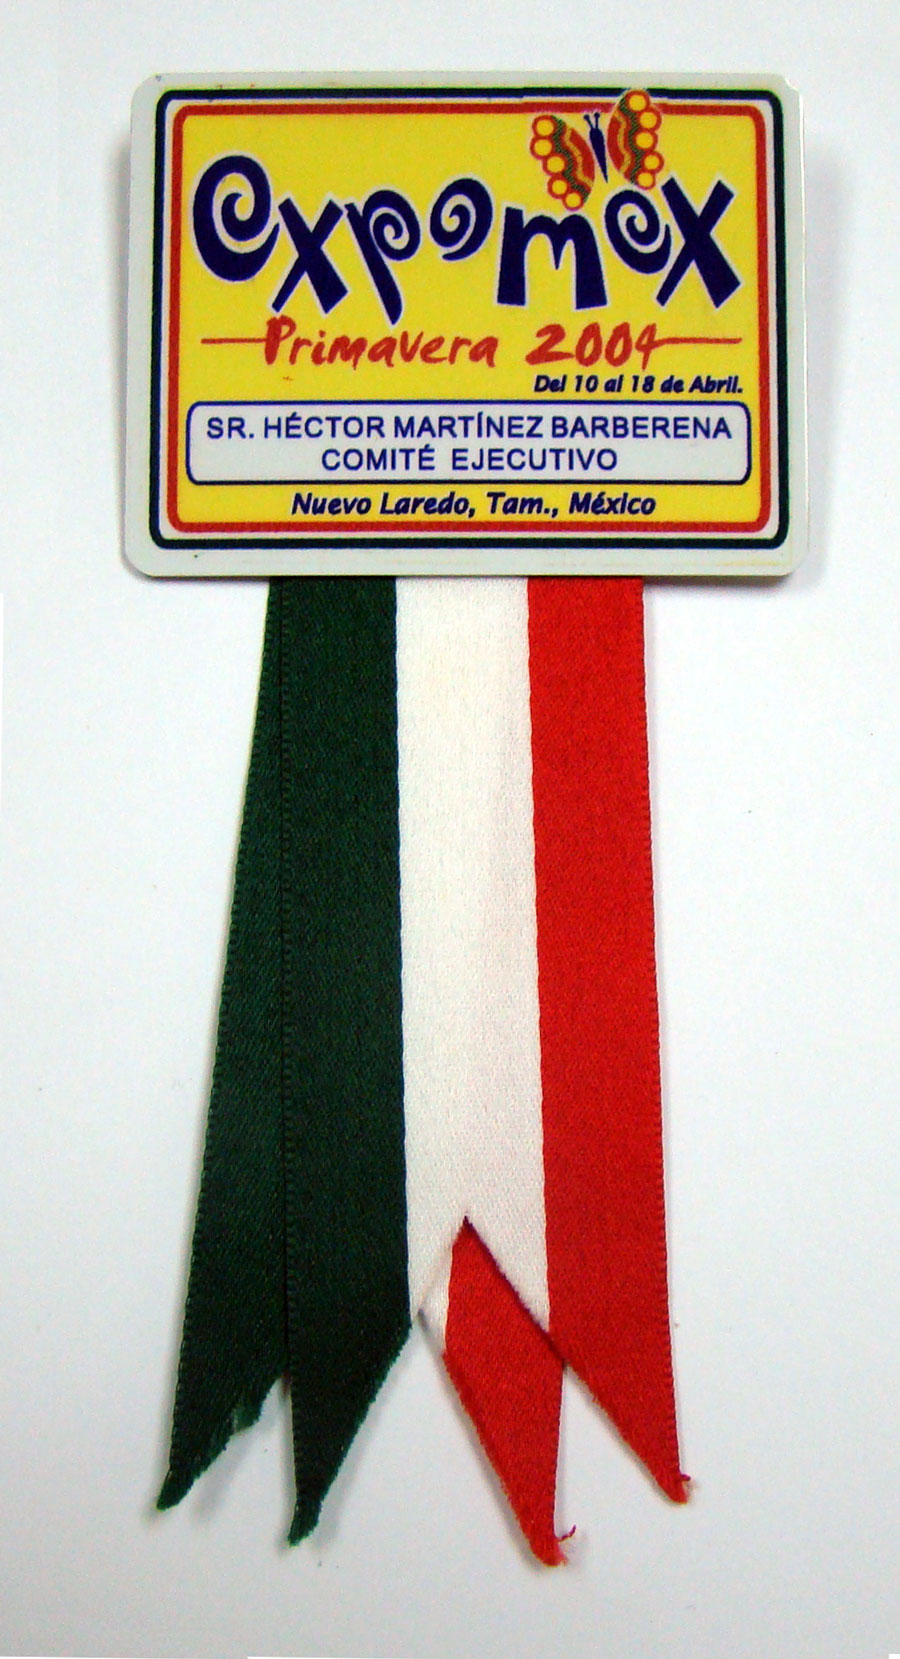 expomex
Primavera 2004
Del 10 al 18 de Abril.
SR. HÉCTOR MARTÍNEZ BARBERENA
COMITÉ EJECUTIVO
Nuevo Laredo, Tam., México